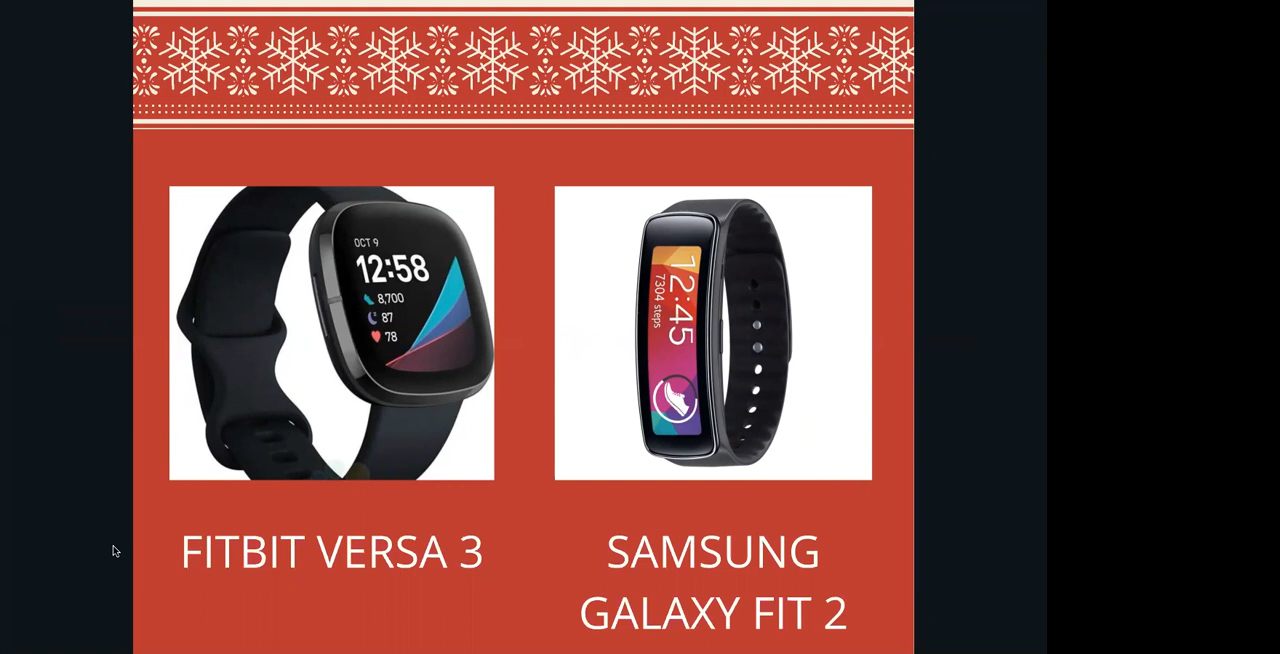 OCT 9
12:58
8,700
87
78
12:45
7304 steps
FITBIT VERSA 3
SAMSUNG
GALAXY FIT 2